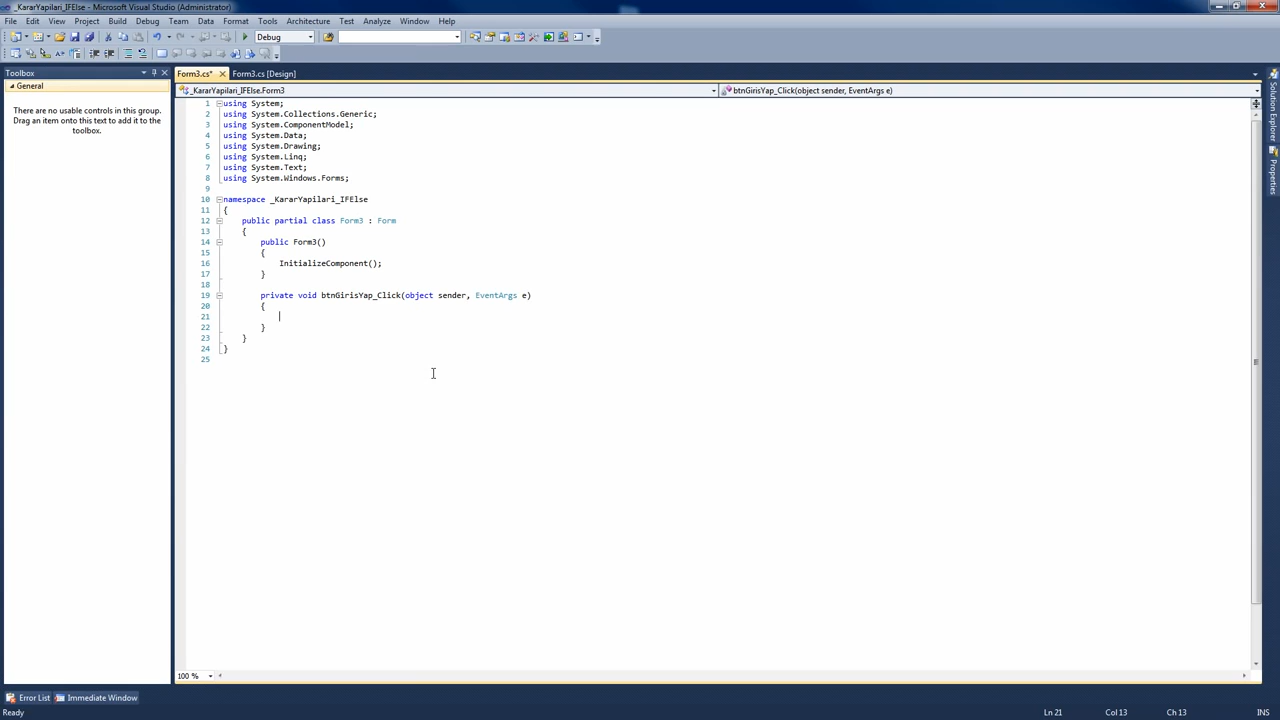 _KararYapilari_IFElse - Microsoft Visual Studio (Administrator)
File Edit View Project Build Debug Team Data Format Tools Architecture Test Analyze Window Help
Debug
Toolbox
General
There are no usable controls in this group.
Drag an item onto this text to add it to the
toolbox.
Form3.cs* Form3.cs [Design]
_KararYapilari_IFElse.Form3 btnGirisYap_Click(object sender, EventArgs e)
1 using System;
2 using System.Collections.Generic;
3 using System.ComponentModel;
4 using System.Data;
5 using System.Drawing;
6 using System.Linq;
7 using System.Text;
8 using System.Windows.Forms;
9
10 namespace _KararYapilari_IFElse
11 {
12 public partial class Form3 : Form
13 {
14 public Form3()
15 {
16 InitializeComponent();
17 }
18
19 private void btnGirisYap_Click(object sender, EventArgs e)
20 {
21
22 }
23 }
24 }
25
100 %
Solution Explorer
Properties
Error List Immediate Window
Ready Ln 21 Col 13 Ch 13 INS